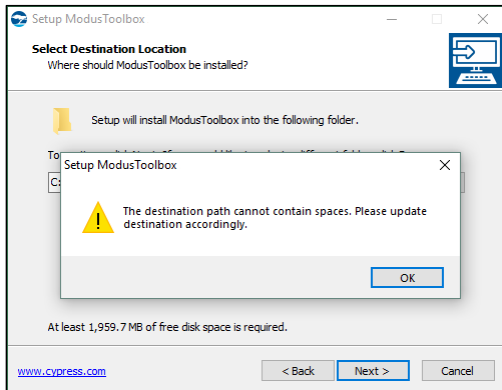 Setup ModusToolbox
Select Destination Location
Where should ModusToolbox be installed?
Setup will install ModusToolbox into the following folder.
Setup ModusToolbox
The destination path cannot contain spaces. Please update
destination accordingly.
OK
At least 1,959.7 MB of free disk space is required.
www.cypress.com
< Back
Next >
Cancel